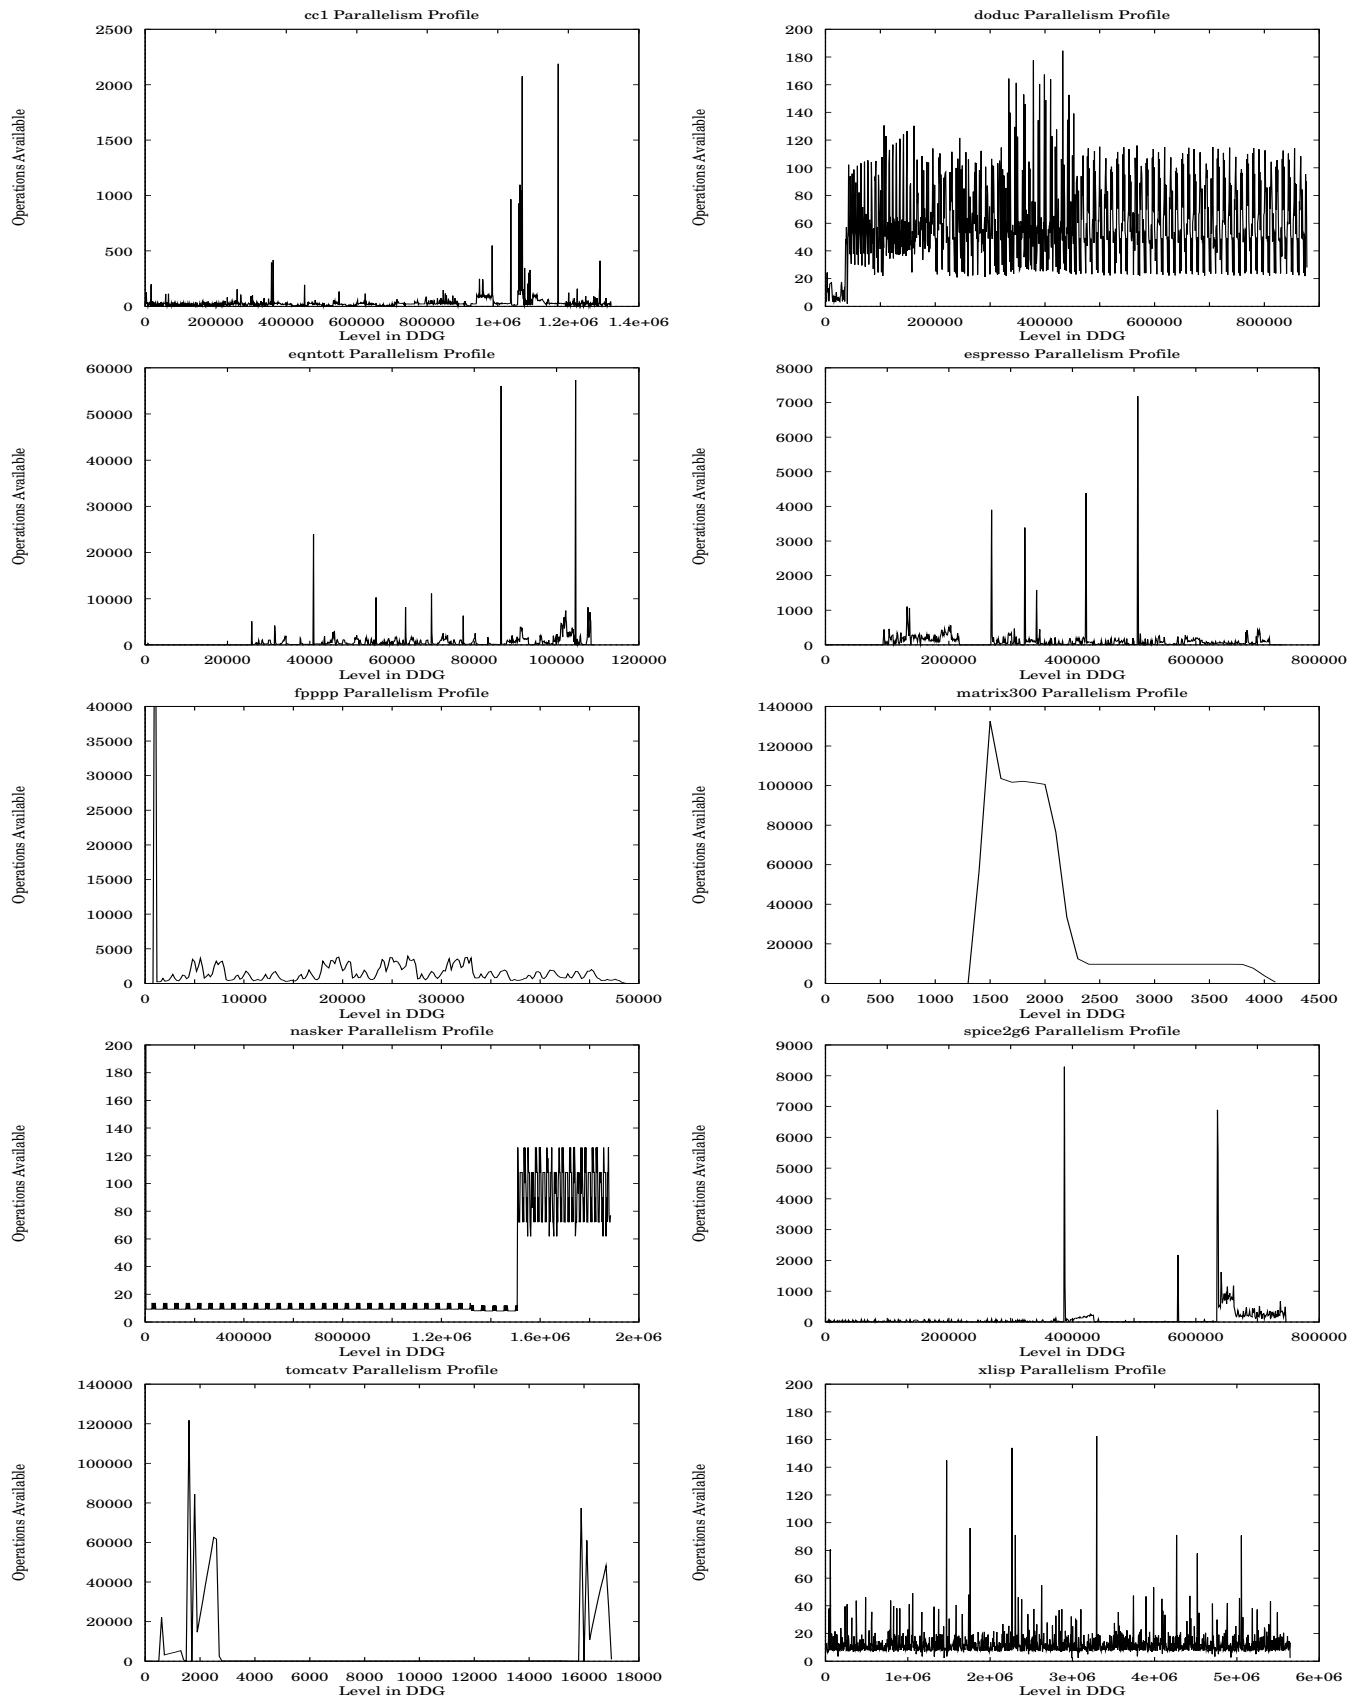 cc1 Parallelism Profile
Operations Available
2500
2000
1500
1000
500
0
0 200000 400000 600000 800000 1e+06 1.2e+06 1.4e+06
Level in DDG
doduc Parallelism Profile
Operations Available
200
180
160
140
120
100
80
60
40
20
0
0 200000 400000 600000 800000
Level in DDG
eqntott Parallelism Profile
Operations Available
60000
50000
40000
30000
20000
10000
0
0 20000 40000 60000 80000 100000 120000
Level in DDG
espresso Parallelism Profile
Operations Available
8000
7000
6000
5000
4000
3000
2000
1000
0
0 200000 400000 600000 800000
Level in DDG
fpppp Parallelism Profile
Operations Available
40000
35000
30000
25000
20000
15000
10000
5000
0
0 10000 20000 30000 40000 50000
Level in DDG
matrix300 Parallelism Profile
Operations Available
140000
120000
100000
80000
60000
40000
20000
0
0 500 1000 1500 2000 2500 3000 3500 4000 4500
Level in DDG
nasker Parallelism Profile
Operations Available
200
180
160
140
120
100
80
60
40
20
0
0 400000 800000 1.2e+06 1.6e+06 2e+06
Level in DDG
spice2g6 Parallelism Profile
Operations Available
9000
8000
7000
6000
5000
4000
3000
2000
1000
0
0 2000000 4000000 6000000 800000
Level in DDG
tomcatv Parallelism Profile
Operations Available
140000
120000
100000
80000
60000
40000
20000
0
0 2000 4000 6000 8000 10000 12000 14000 16000 18000
Level in DDG
xlisp Parallelism Profile
Operations Available
200
180
160
140
120
100
80
60
40
20
0
0 1e+06 2e+06 3e+06 4e+06 5e+06 6e+06
Level in DDG